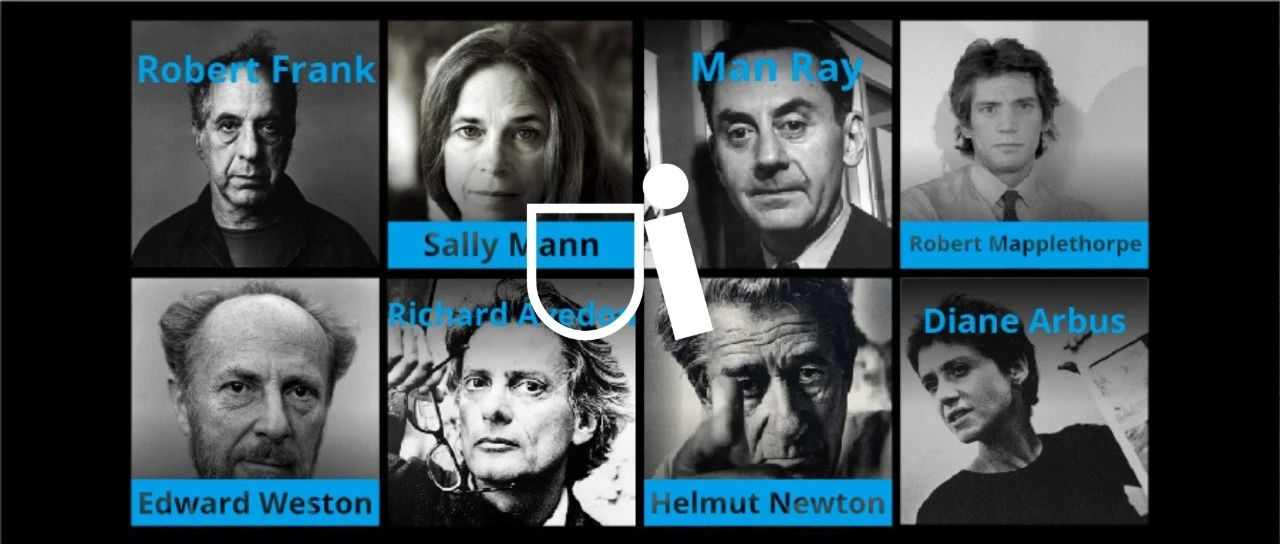 Robert Frank
Sally Mann
Man Ray
Robert Mapplethorpe
Edward Weston
Richard Avedon
Helmut Newton
Diane Arbus